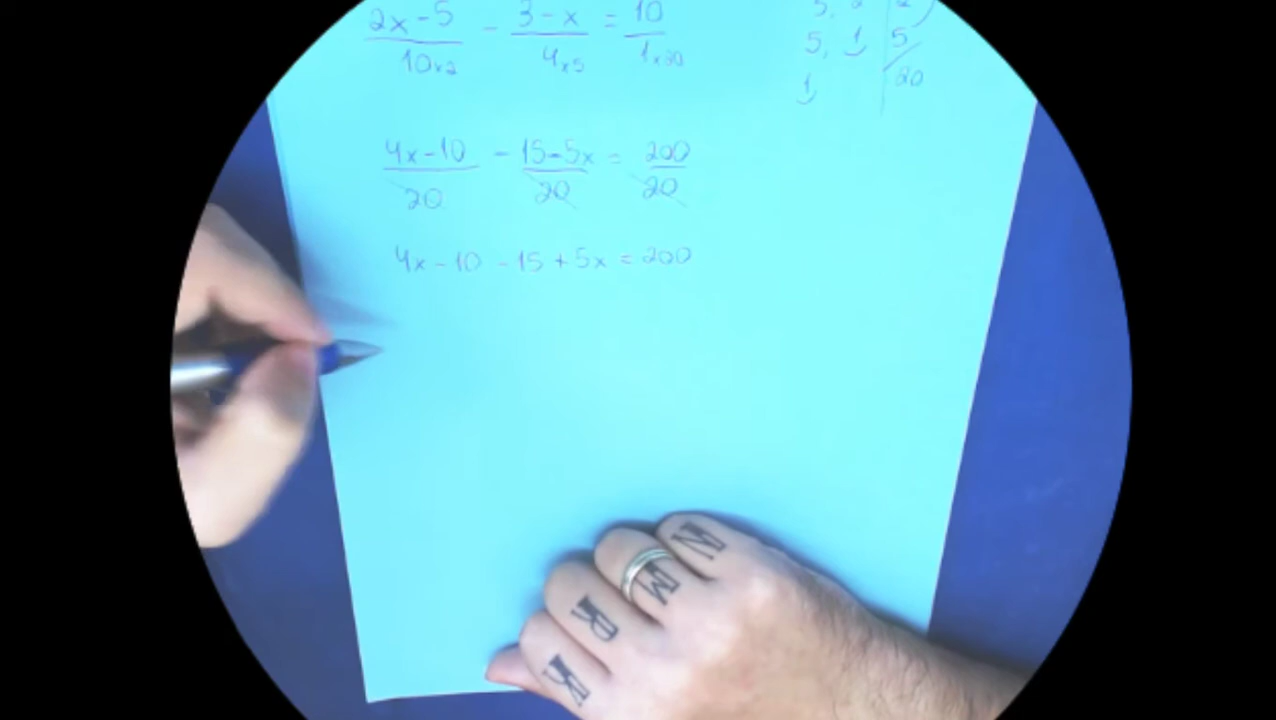 2x-5 - 3-x = 10
10x2 4x5 1x20
5, 1 5
1 20
4x-10 - 15-5x = 200
20 20 20
4x-10 -15 +5x = 200
N
M
R
K